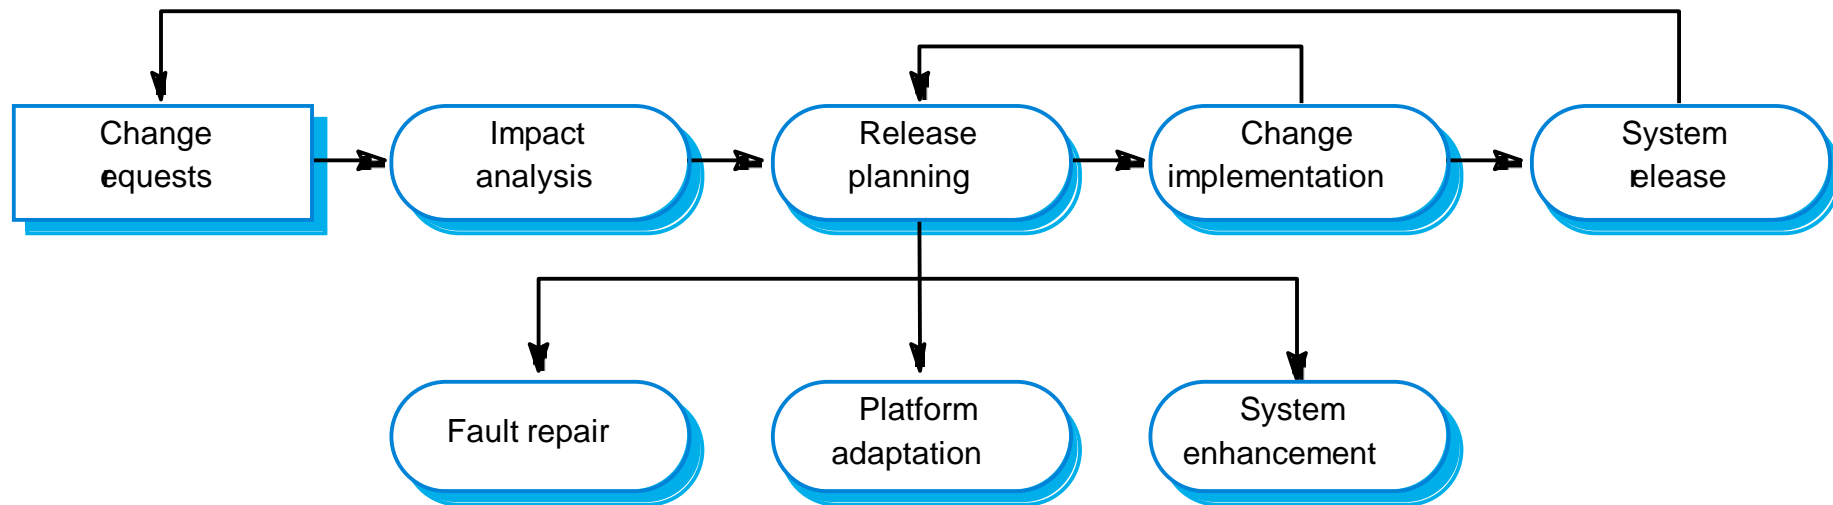 Change
requests
Impact
analysis
Release
planning
Change
implementation
System
release
Fault repair
Platform
adaptation
System
enhancement